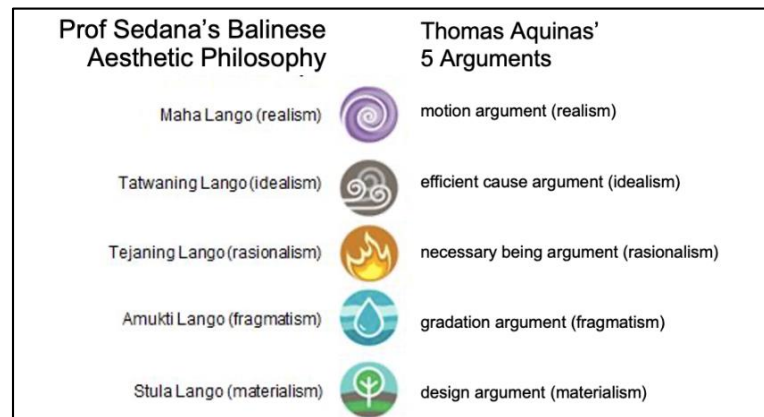 Prof Sedana's Balinese
Aesthetic Philosophy
Thomas Aquinas'
5 Arguments
Maha Lango (realism)
motion argument (realism)
Tatwaning Lango (idealism)
efficient cause argument (idealism)
Tejaning Lango (rasionalism)
necessary being argument (rasionalism)
Amukti Lango (fragmatism)
gradation argument (fragmatism)
Stula Lango (materialism)
design argument (materialism)